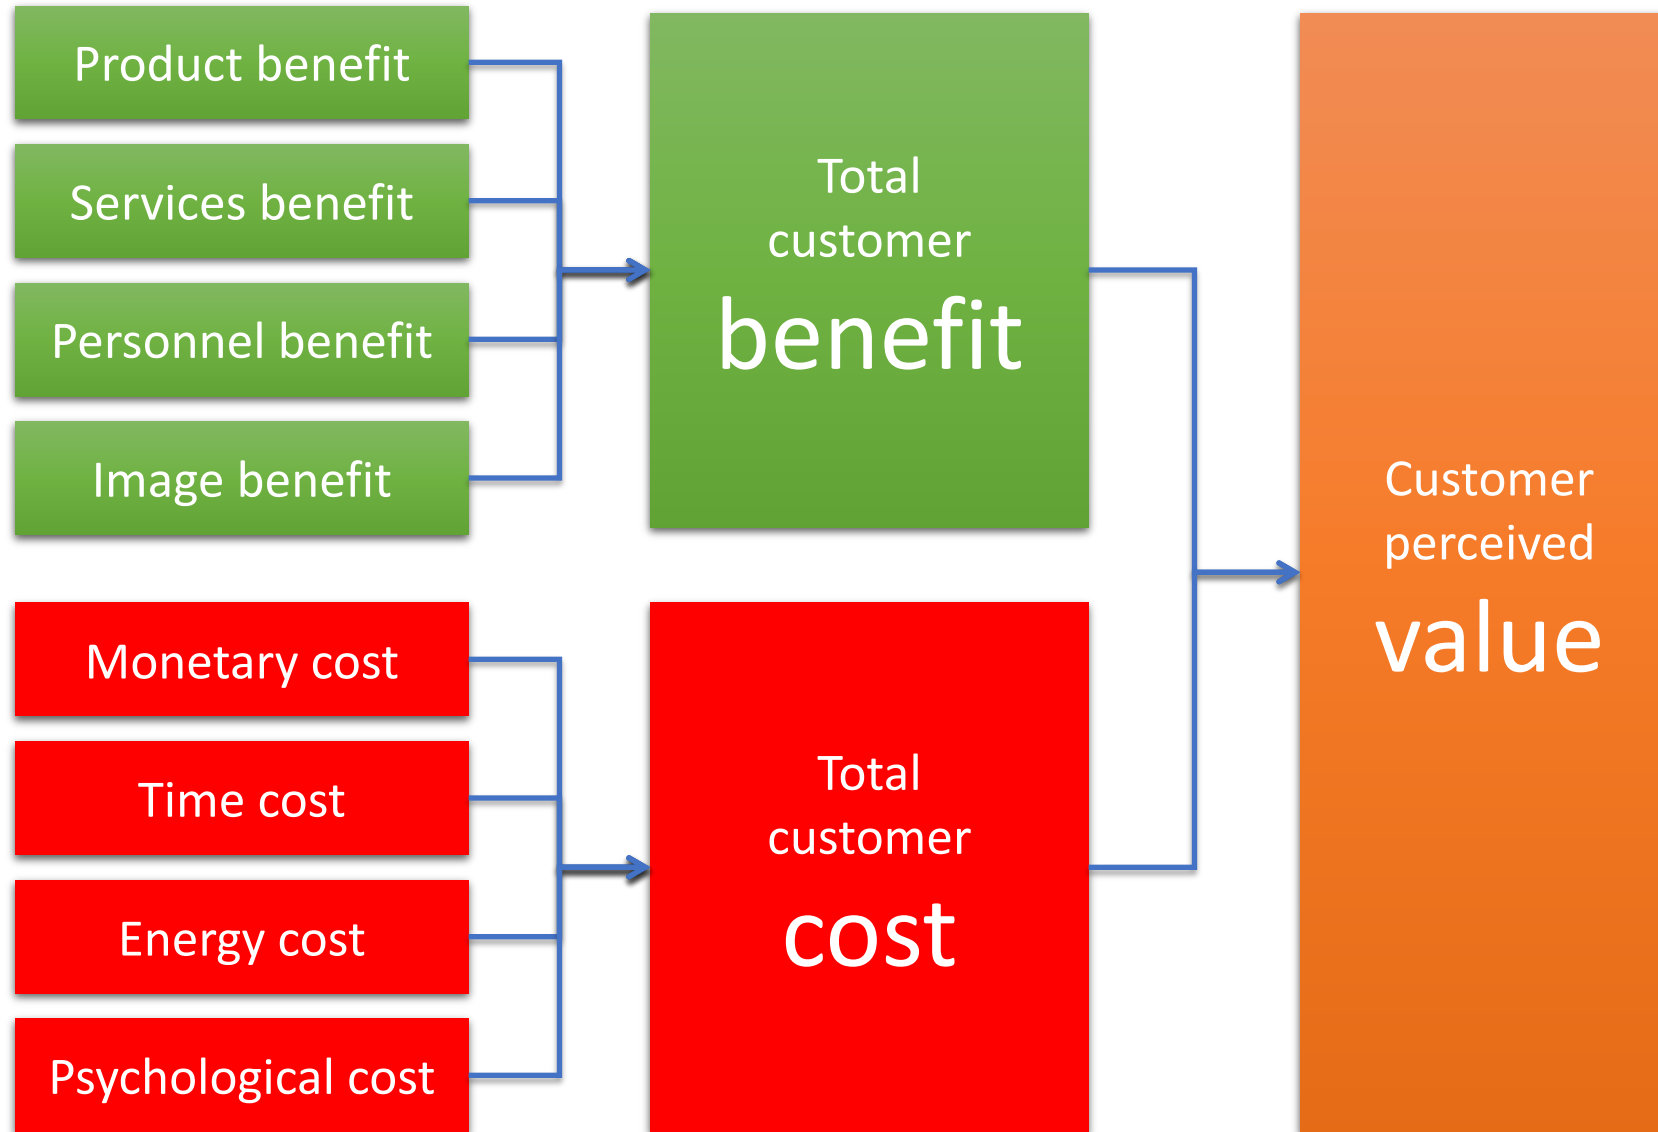 Product benefit
Services benefit
Personnel benefit
Image benefit
Total
customer
benefit
Monetary cost
Time cost
Energy cost
Psychological cost
Total
customer
cost
Customer
perceived
value